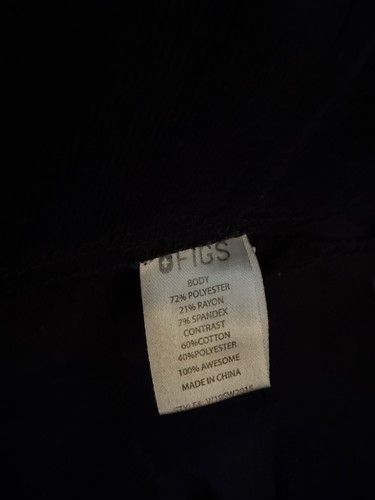 FIGS
BODY
72% POLYESTER
21% RAYON
7% SPANDEX
CONTRAST
60%COTTON
40%POLYESTER
100% AWESOME
MADE IN CHINA